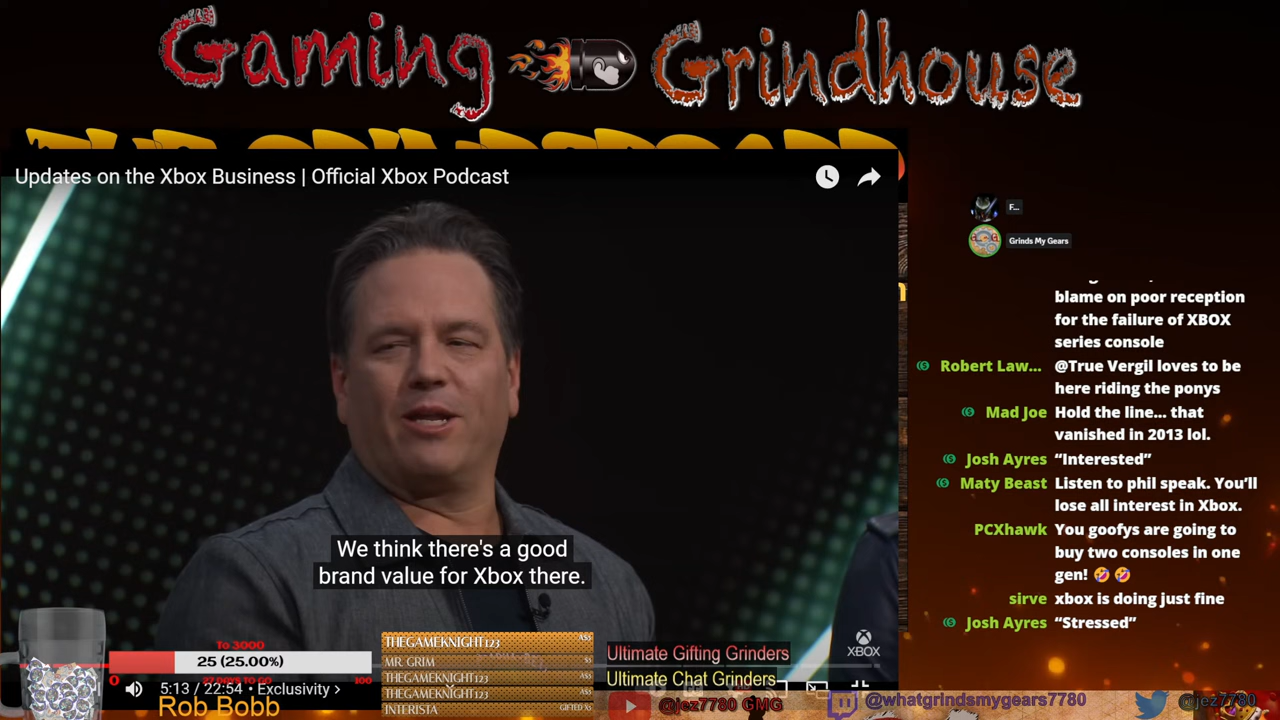 Gaming Grindhouse
Updates on the Xbox Business | Official Xbox Podcast
F...
Grinds My Gears
blame on poor reception
for the failure of XBOX
series console
Robert Law... @True Vergil loves to be
here riding the ponys
Mad Joe Hold the line... that
vanished in 2013 lol.
Josh Ayres “Interested”
Maty Beast Listen to phil speak. You’ll
lose all interest in Xbox.
PCXhawk You goofys are going to
buy two consoles in one
gen! 🤣 🤣
sirve xbox is doing just fine
Josh Ayres “Stressed”
We think there's a good
brand value for Xbox there.
XBOX
To 3000
25 (25.00%)
0
100
5:13 / 22:54 • Exclusivity >
Rob Bobb
THEGAMEKNIGHT123
MR. GRIM
THEGAMEKNIGHT123
THEGAMEKNIGHT123
INTERISTA
Ultimate Gifting Grinders
Ultimate Chat Grinders
@jez7780 GMG
@whatgrindsmygears7780
@jez7780